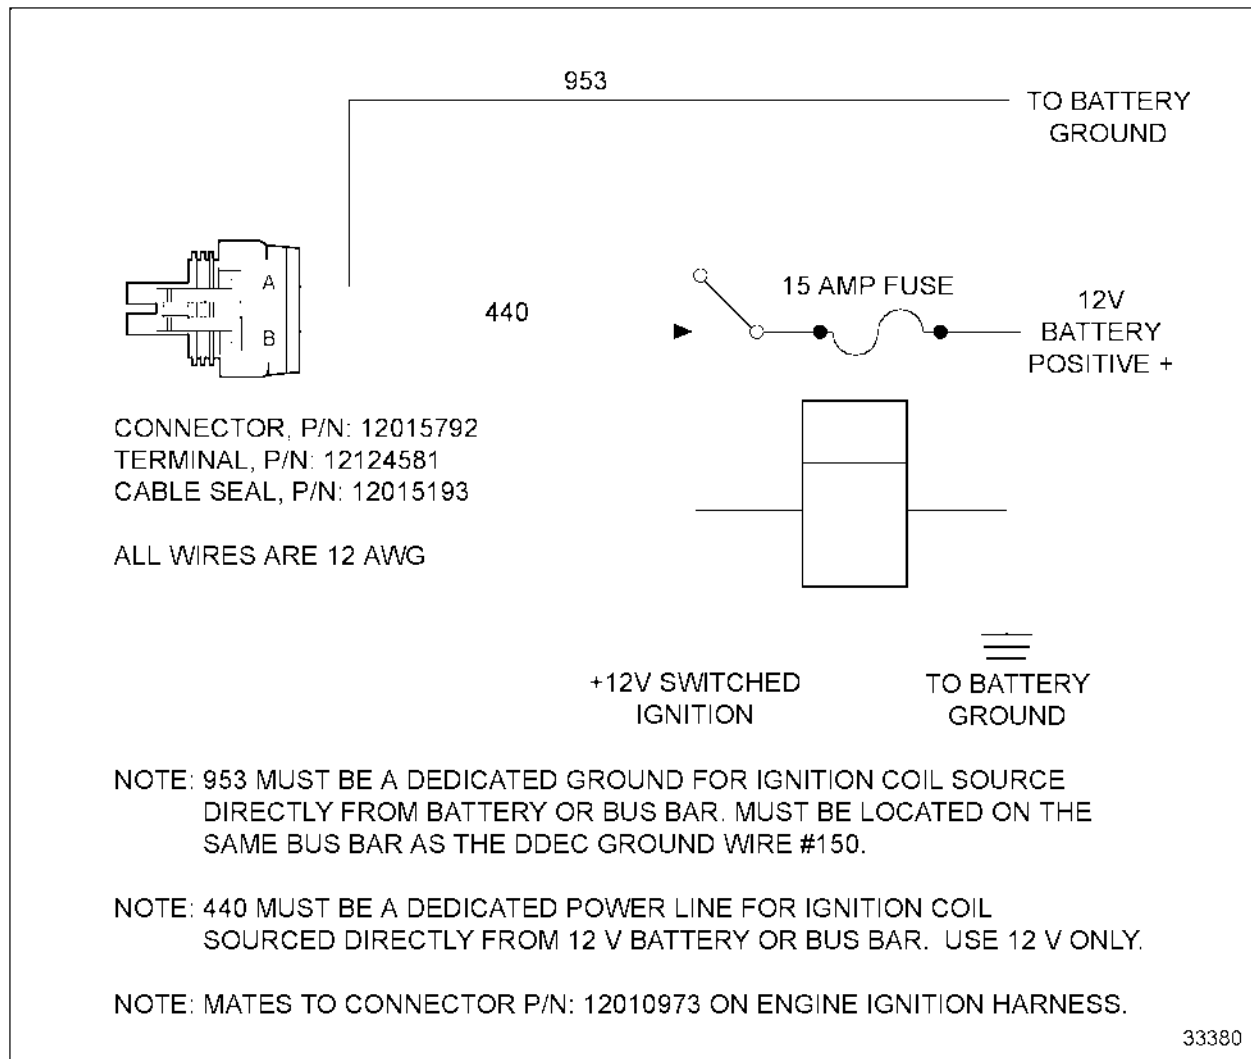 953
TO BATTERY
GROUND
A
B
440
15 AMP FUSE
12V
BATTERY
POSITIVE +
CONNECTOR, P/N: 12015792
TERMINAL, P/N: 12124581
CABLE SEAL, P/N: 12015193
ALL WIRES ARE 12 AWG
+12V SWITCHED
IGNITION
TO BATTERY
GROUND
NOTE: 953 MUST BE A DEDICATED GROUND FOR IGNITION COIL SOURCE
DIRECTLY FROM BATTERY OR BUS BAR. MUST BE LOCATED ON THE
SAME BUS BAR AS THE DDEC GROUND WIRE #150.
NOTE: 440 MUST BE A DEDICATED POWER LINE FOR IGNITION COIL
SOURCED DIRECTLY FROM 12 V BATTERY OR BUS BAR. USE 12 V ONLY.
NOTE: MATES TO CONNECTOR P/N: 12010973 ON ENGINE IGNITION HARNESS.
33380